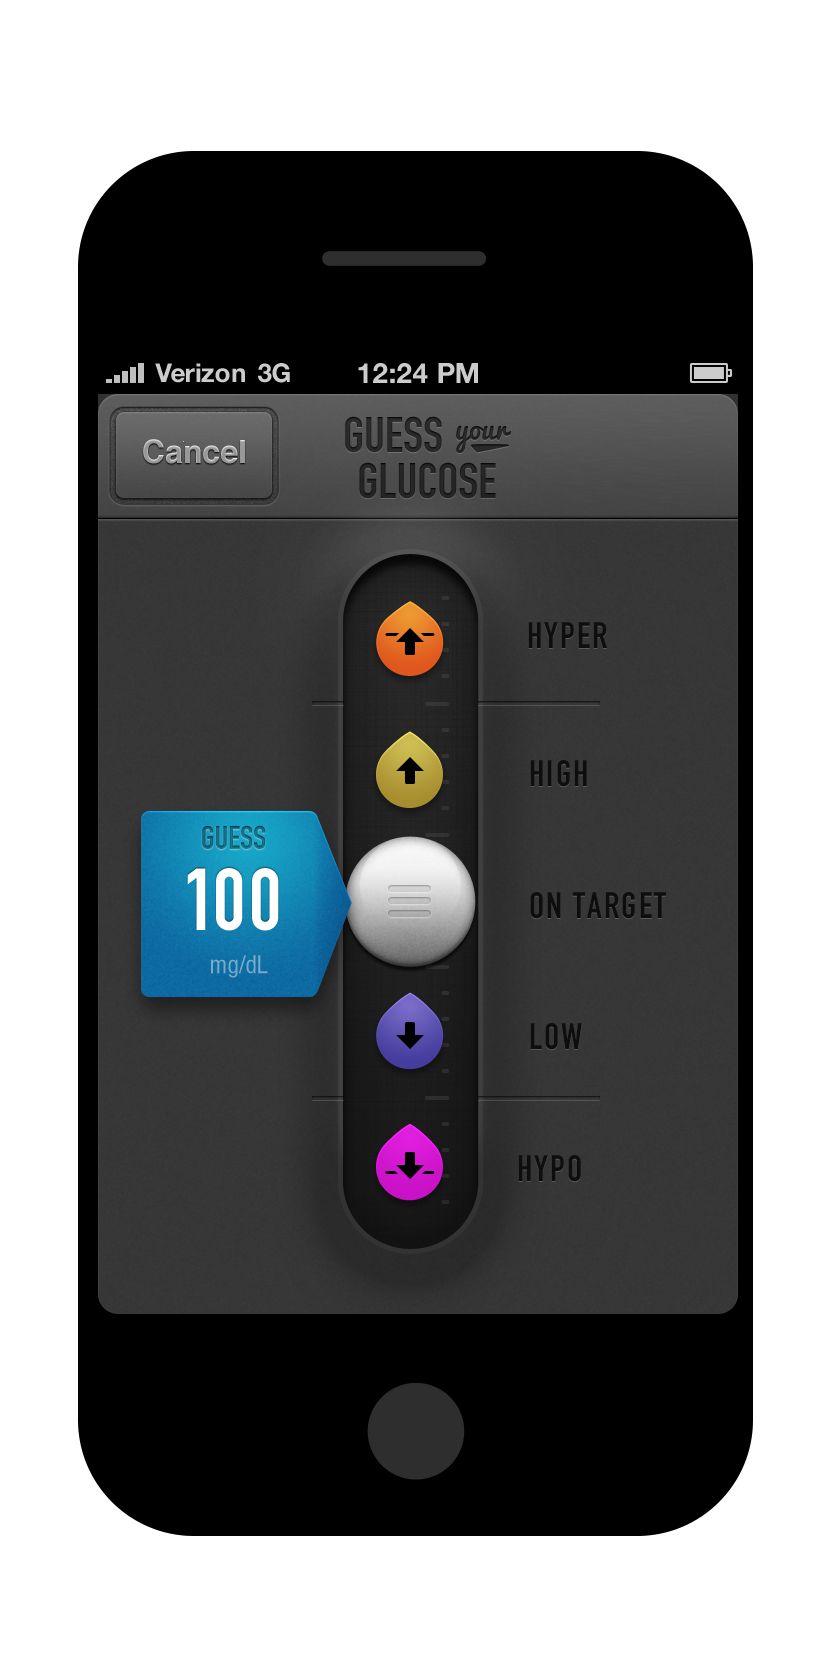 Verizon 3G 12:24 PM
Cancel
GUESS your
GLUCOSE
HYPER
HIGH
GUESS
100
mg/dL
ON TARGET
LOW
HYPO